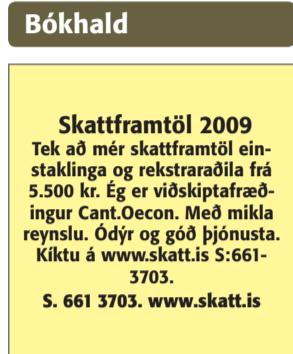 Bókhald
Skattframtöl 2009
Tek að mér skattframtöl ein-
staklinga og rekstraraðila frá
5.500 kr. Ég er viðskiptafræð-
ingur Cant.Oecon. Með mikla
reynslu. Ódýr og góð þjónusta.
Kíktu á www.skatt.is S:661-
3703.
S. 661 3703. www.skatt.is